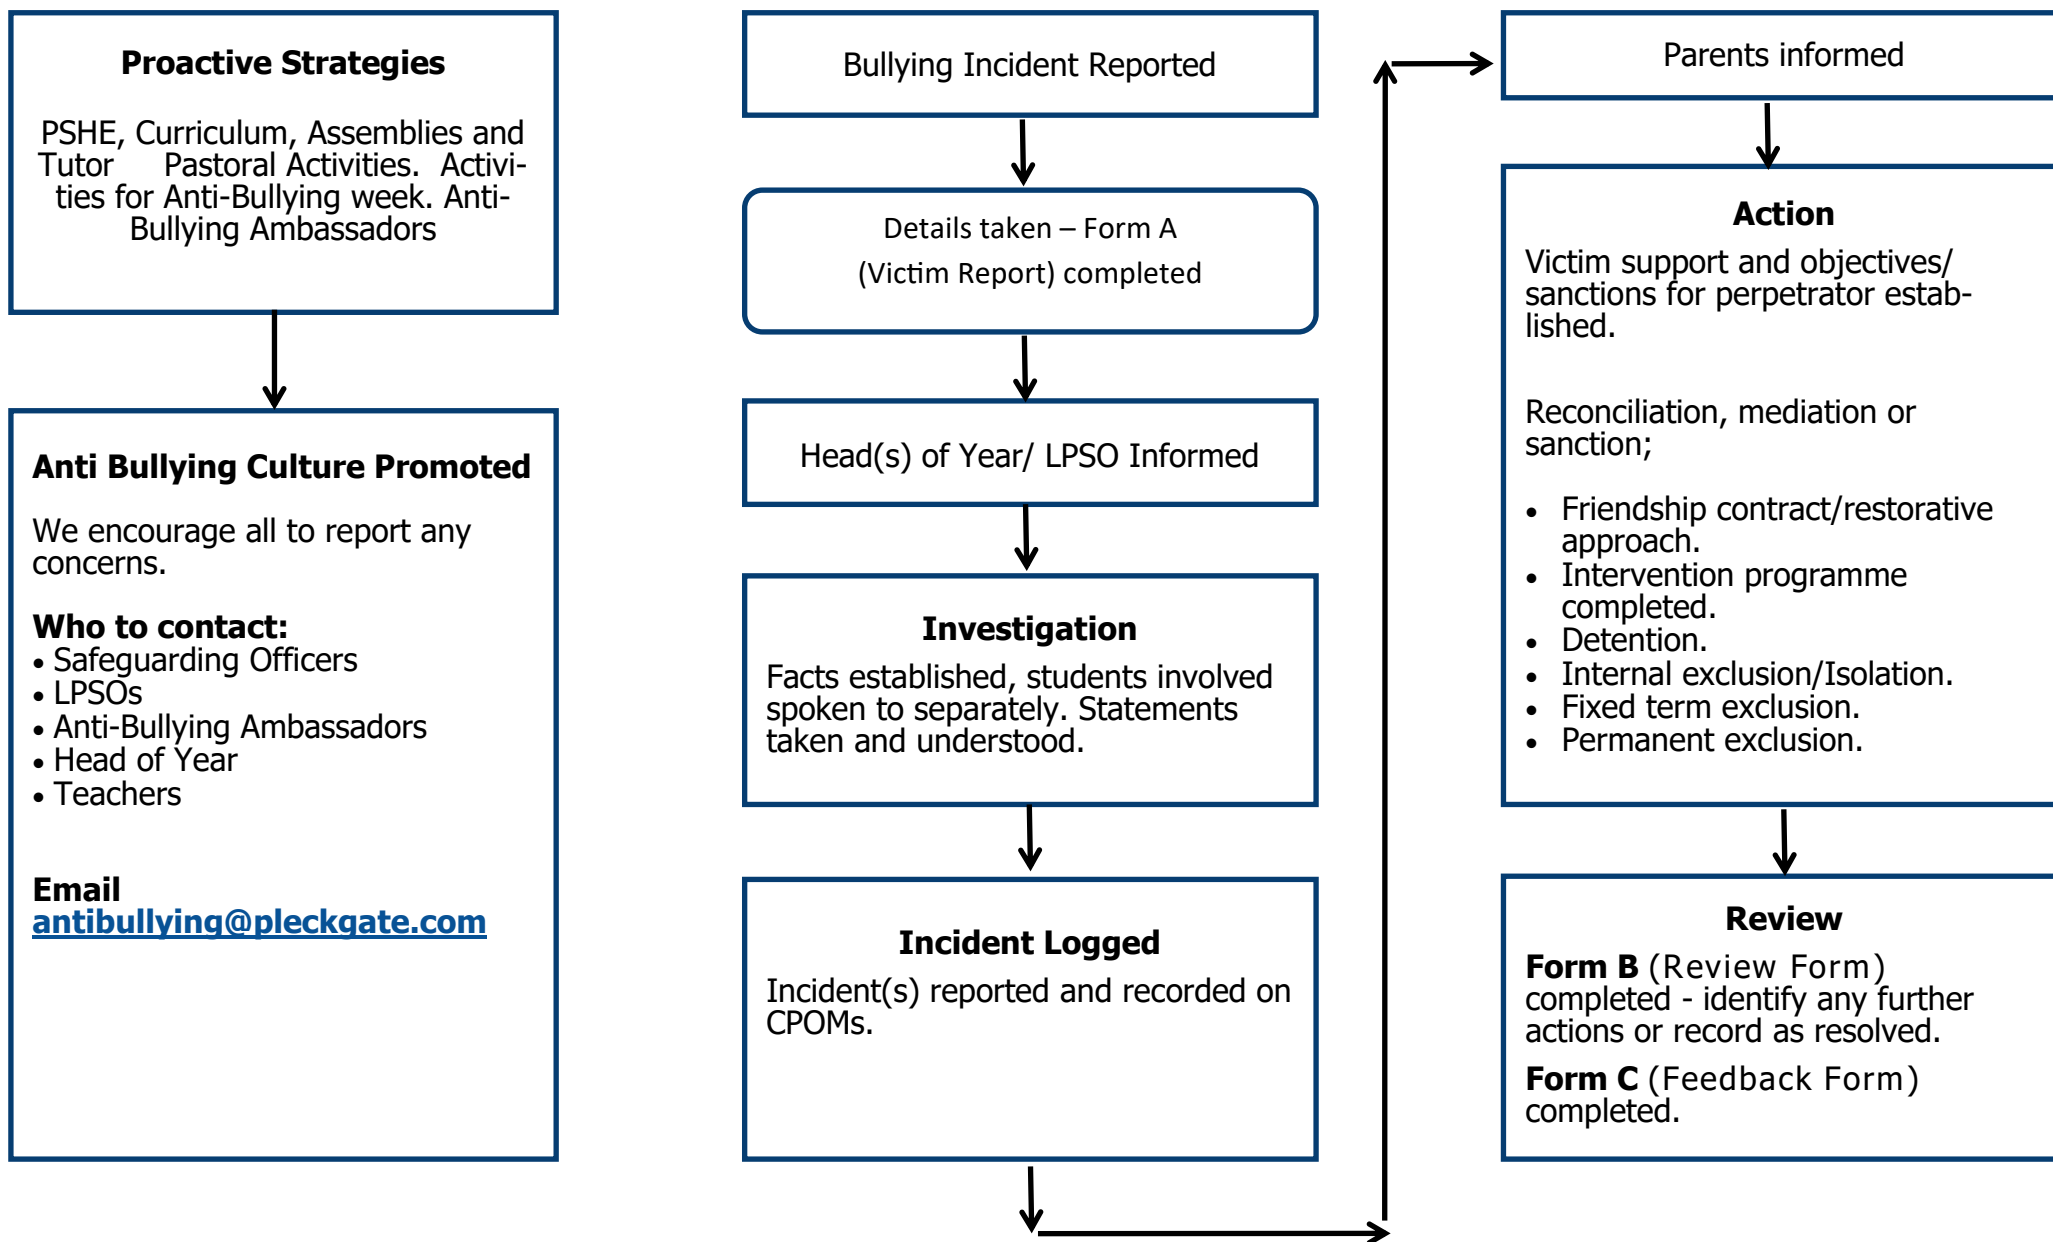 Proactive Strategies
PSHE, Curriculum, Assemblies and
Tutor Pastoral Activities. Activi-
ties for Anti-Bullying week. Anti-
Bullying Ambassadors
Anti Bullying Culture Promoted
We encourage all to report any
concerns.
Who to contact:
• Safeguarding Officers
• LPSOs
• Anti-Bullying Ambassadors
• Head of Year
• Teachers
Email
antibullying@pleckgate.com
Bullying Incident Reported
Details taken – Form A
(Victim Report) completed
Head(s) of Year/ LPSO Informed
Investigation
Facts established, students involved
spoken to separately. Statements
taken and understood.
Incident Logged
Incident(s) reported and recorded on
CPOMs.
Parents informed
Action
Victim support and objectives/
sanctions for perpetrator estab-
lished.
Reconciliation, mediation or
sanction;
• Friendship contract/restorative
approach.
• Intervention programme
completed.
• Detention.
• Internal exclusion/Isolation.
• Fixed term exclusion.
• Permanent exclusion.
Review
Form B (Review Form)
completed - identify any further
actions or record as resolved.
Form C (Feedback Form)
completed.